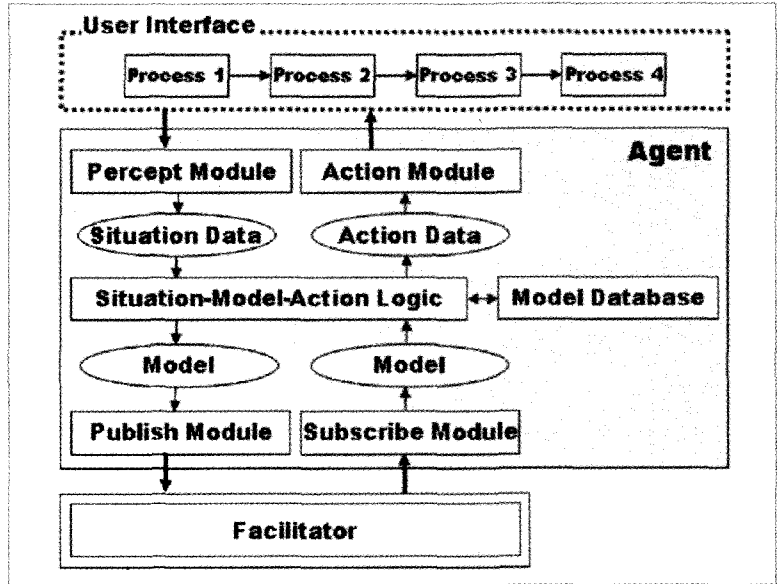 User Interface
Process 1 Process 2 Process 3 Process 4
Agent
Percept Module Action Module
Situation Data Action Data
Situation-Model-Action Logic Model Database
Model Model
Publish Module Subscribe Module
Facilitator